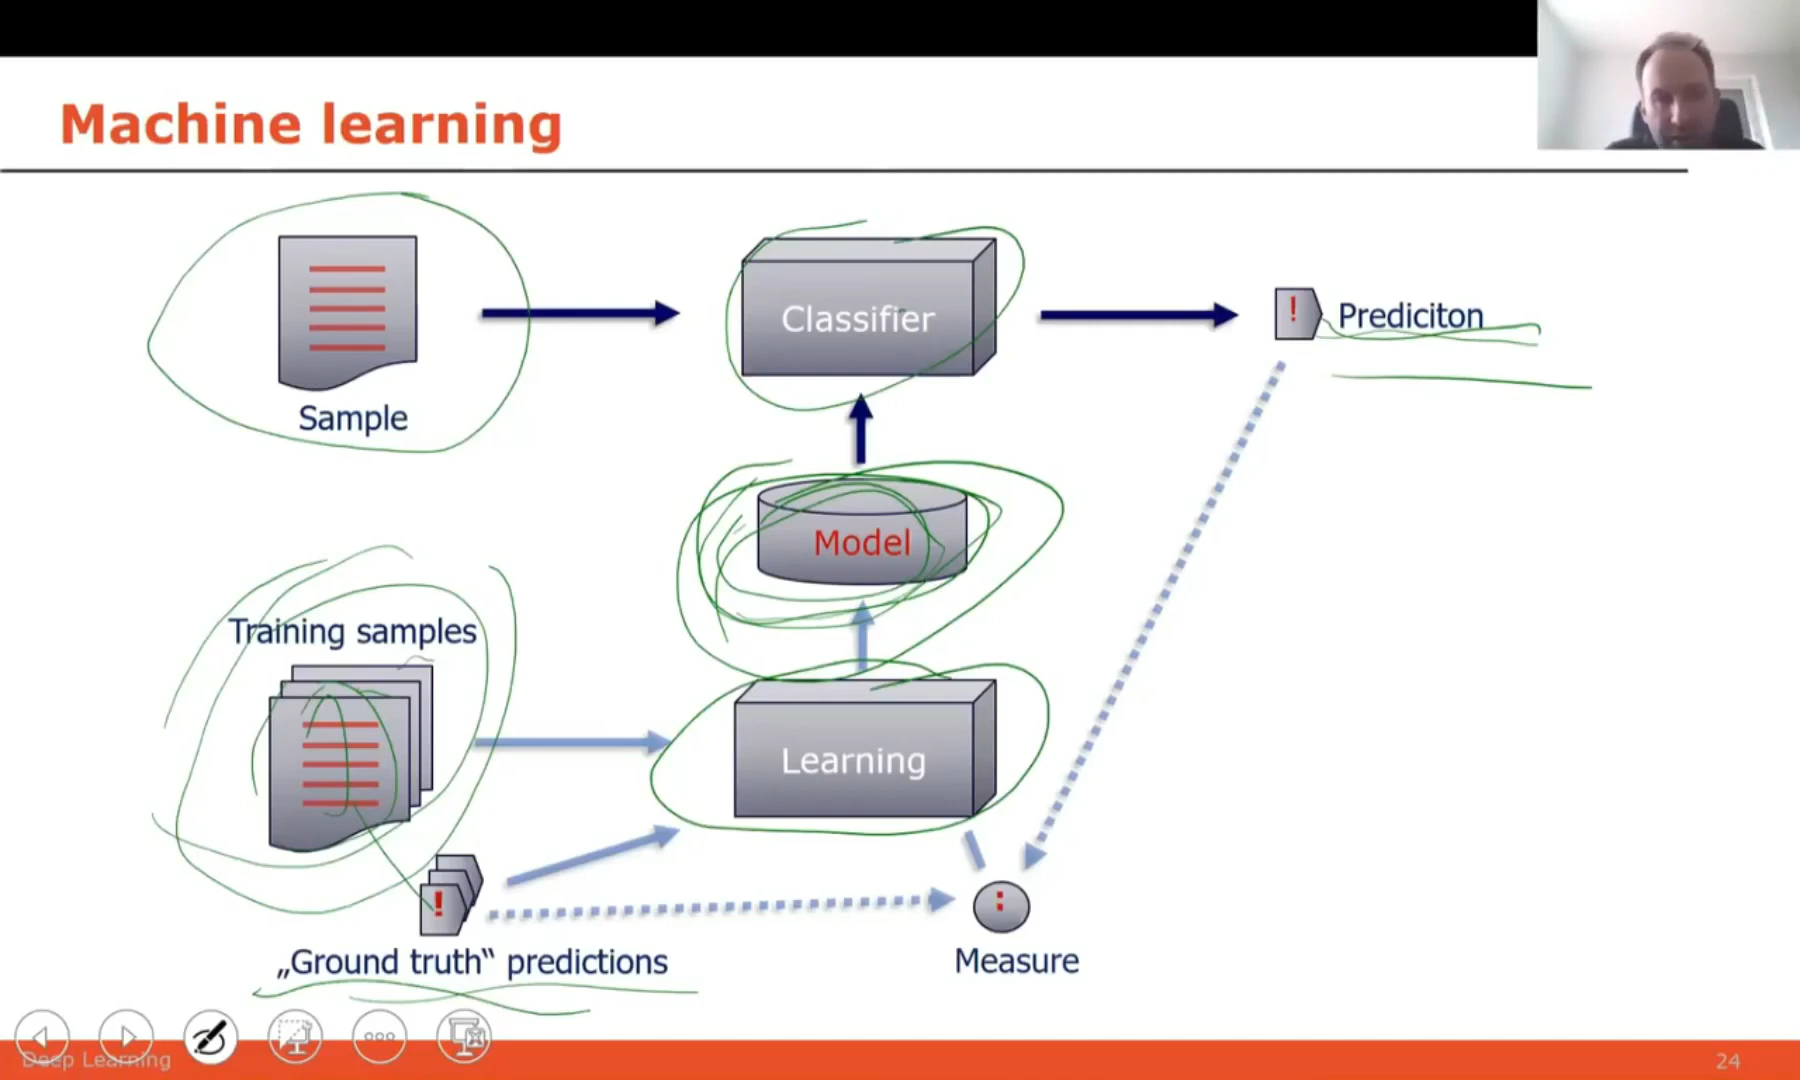 Machine learning
Sample
Classifier
! Prediciton
Model
Training samples
Learning
!
„Ground truth‟ predictions
:
Measure
Deep Learning
24